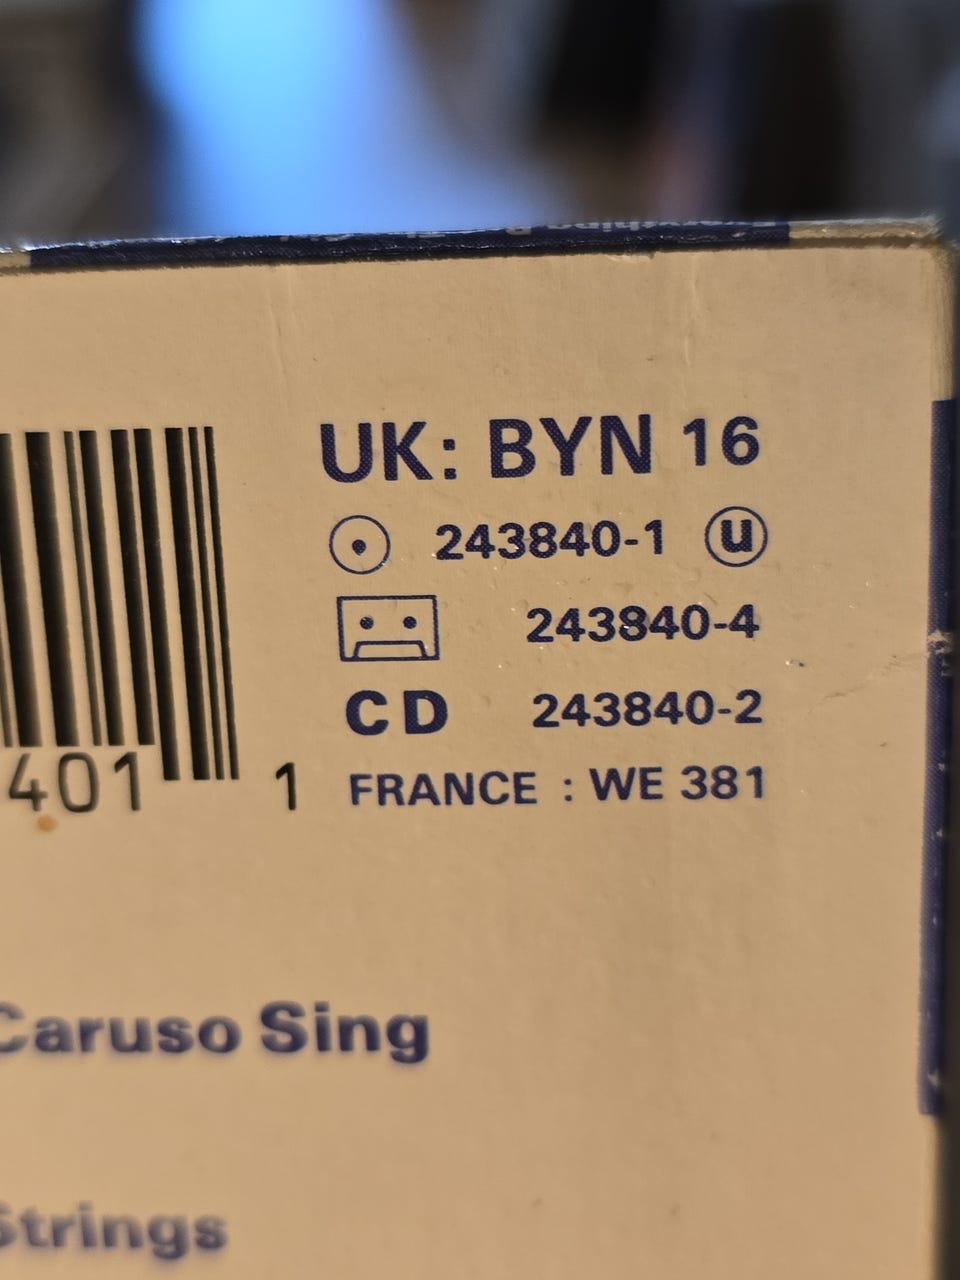 UK: BYN 16
243840-1 u
243840-4
CD 243840-2
401 1
FRANCE : WE 381
Caruso Sing
Strings